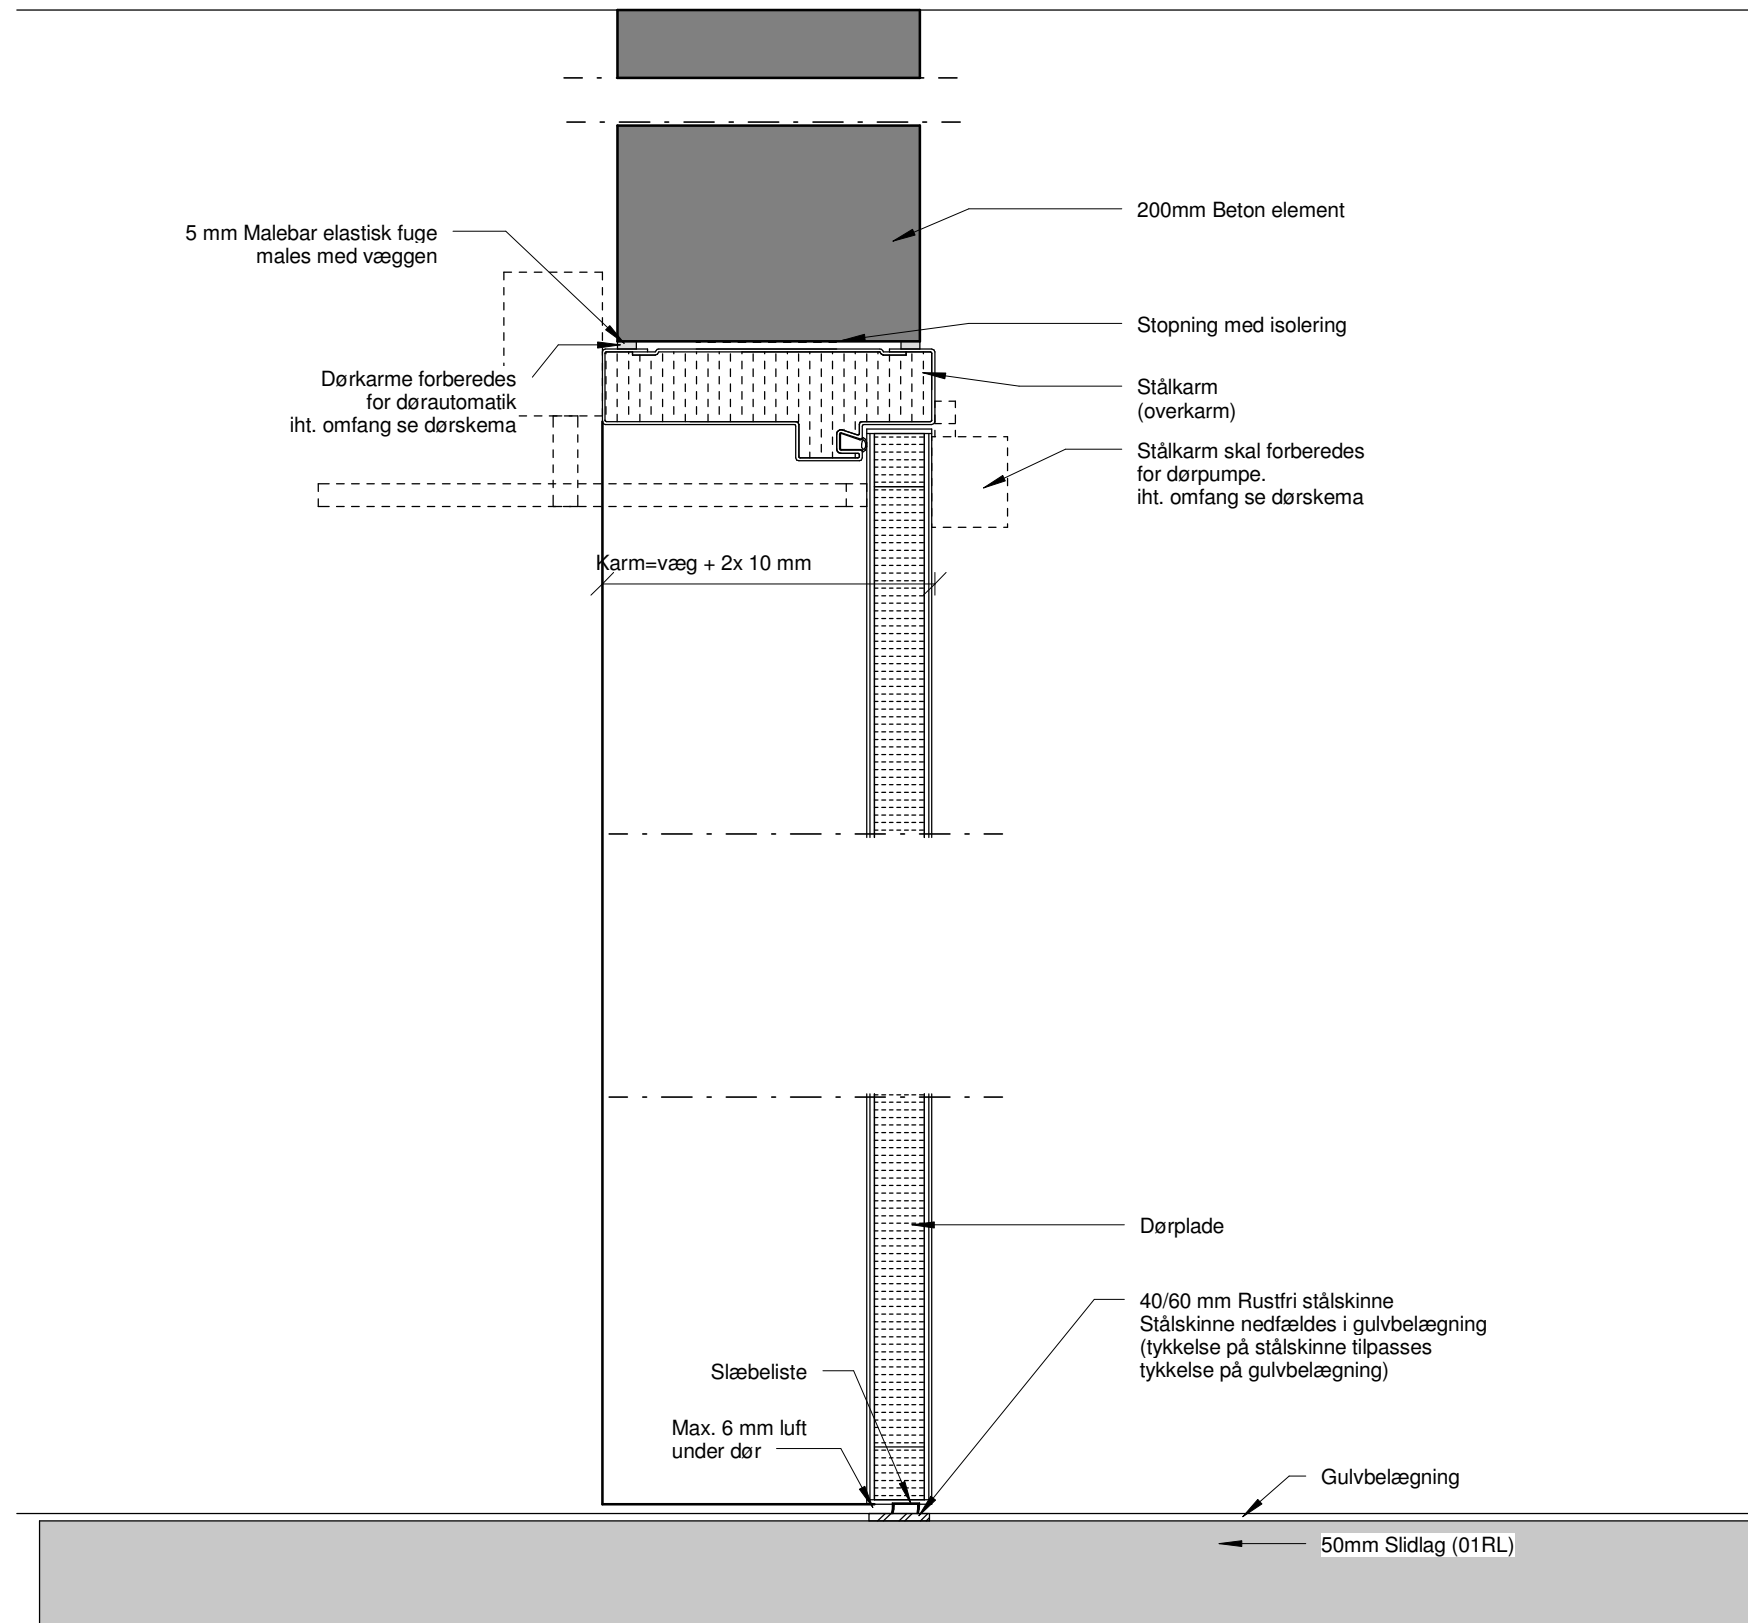 200mm Beton element
5 mm Malebar elastisk fuge
males med væggen
Stopning med isolering
Dørkarme forberedes
for dørautomatik
iht. omfang se dørskema
Stålkarm
(overkarm)
Stålkarm skal forberedes
for dørpumpe.
iht. omfang se dørskema
Karm=væg + 2x 10 mm
Dørplade
40/60 mm Rustfri stålskinne
Stålskinne nedfældes i gulvbelægning
(tykkelse på stålskinne tilpasses
tykkelse på gulvbelægning)
Slæbeliste
Max. 6 mm luft
under dør
Gulvbelægning
50mm Slidlag (01RL)